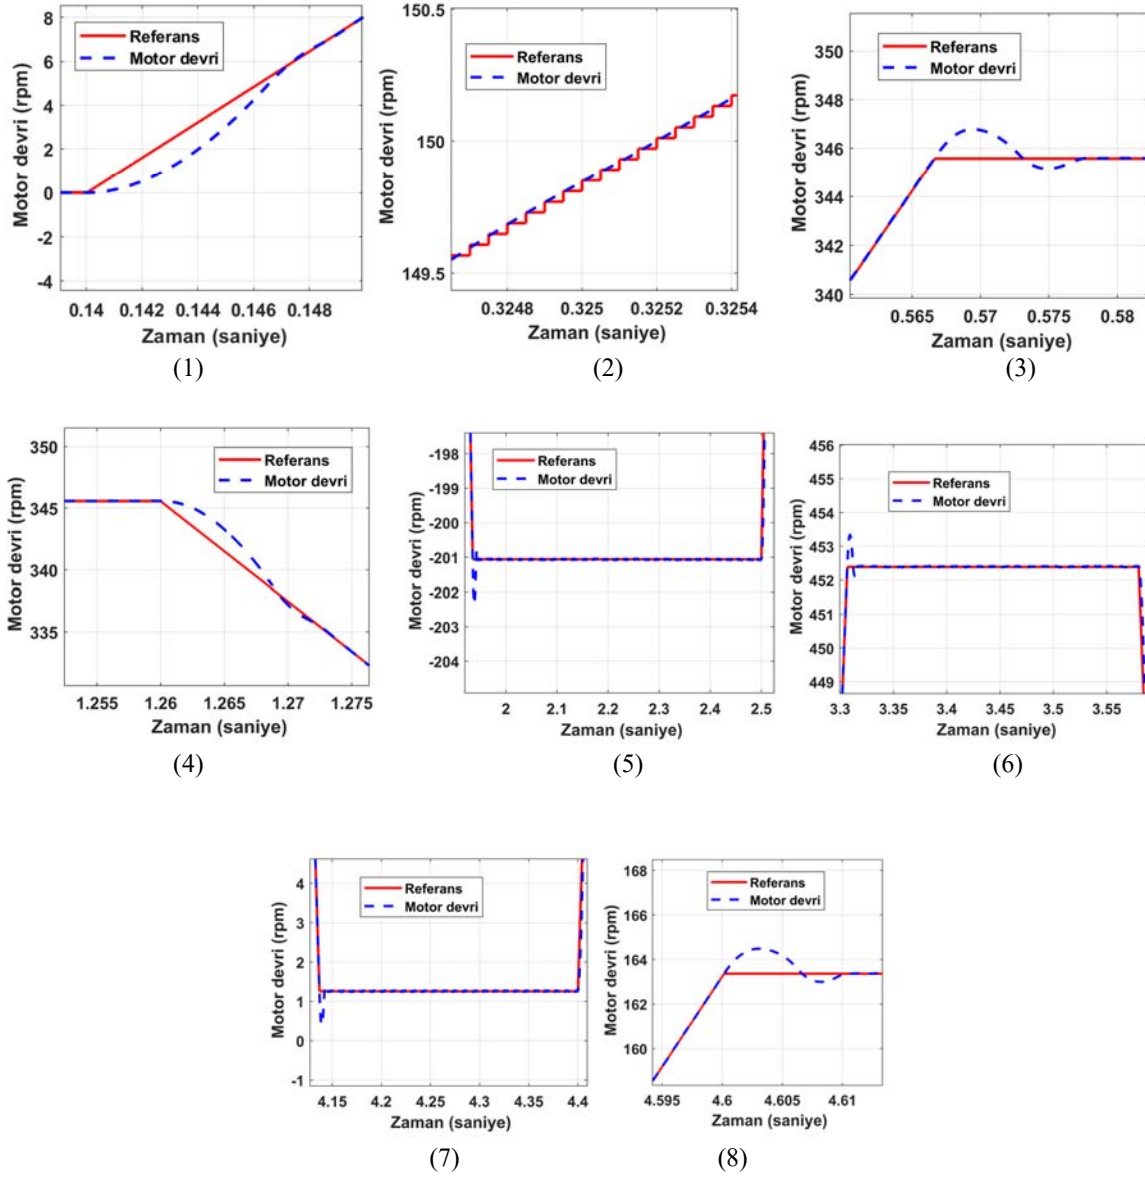 8
6
4
2
0
-2
-4
Motor devri (rpm)
Referans
Motor devri
0.14 0.142 0.144 0.146 0.148
Zaman (saniye)
(1)
150.5
150
149.5
Motor devri (rpm)
Referans
Motor devri
0.3248 0.325 0.3252 0.3254
Zaman (saniye)
(2)
350
348
346
344
342
340
Motor devri (rpm)
Referans
Motor devri
0.565 0.57 0.575 0.58
Zaman (saniye)
(3)
350
345
340
335
Motor devri (rpm)
Referans
Motor devri
1.255 1.26 1.265 1.27 1.275
Zaman (saniye)
(4)
-198
-199
-200
-201
-202
-203
-204
Motor devri (rpm)
Referans
Motor devri
2 2.1 2.2 2.3 2.4 2.5
Zaman (saniye)
(5)
456
455
454
453
452
451
450
449
Motor devri (rpm)
Referans
Motor devri
3.3 3.35 3.4 3.45 3.5 3.55
Zaman (saniye)
(6)
4
3
2
1
0
-1
Motor devri (rpm)
Referans
Motor devri
4.15 4.2 4.25 4.3 4.35 4.4
Zaman (saniye)
(7)
168
166
164
162
160
Motor devri (rpm)
Referans
Motor devri
4.595 4.6 4.605 4.61
Zaman (saniye)
(8)